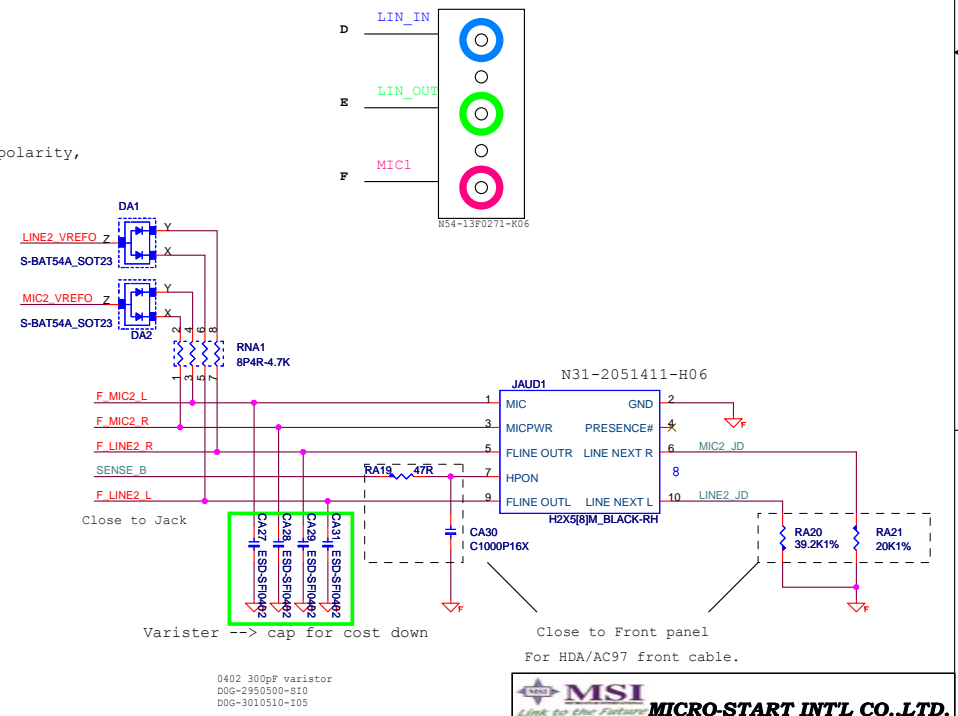 D LIN_IN
E LIN_OUT
F MIC1
N54-13F0271-K06
polarity,
DA1
LINE2_VREFO Z Y
X
S-BAT54A_SOT23
MIC2_VREFO Z Y
X
S-BAT54A_SOT23
DA2
2 4 6 8
RNA1
8P4R-4.7K
1 3 5 7
N31-2051411-H06
JAUD1
F_MIC2_L 1 MIC GND 2
F
F_MIC2_R 3 MICPWR PRESENCE# 4
F_LINE2_R 5 FLINE OUTR LINE NEXT R 6 MIC2_JD
SENSE_B RA19 47R 7 HPON 8
F_LINE2_L 9 FLINE OUTL LINE NEXT L 10 LINE2_JD
H2X5[8]M_BLACK-RH
Close to Jack
CA27 ESD-SFI0402
CA28 ESD-SFI0402
CA29 ESD-SFI0402
CA31 ESD-SFI0402
CA30
C1000P16X
F
RA20
39.2K1%
RA21
20K1%
F
Varister --> cap for cost down
Close to Front panel
For HDA/AC97 front cable.
0402 300pF varistor
D0G-2950500-SI0
D0G-3010510-I05
MSI
Link to the Future
MICRO-START INT'L CO.,LTD.